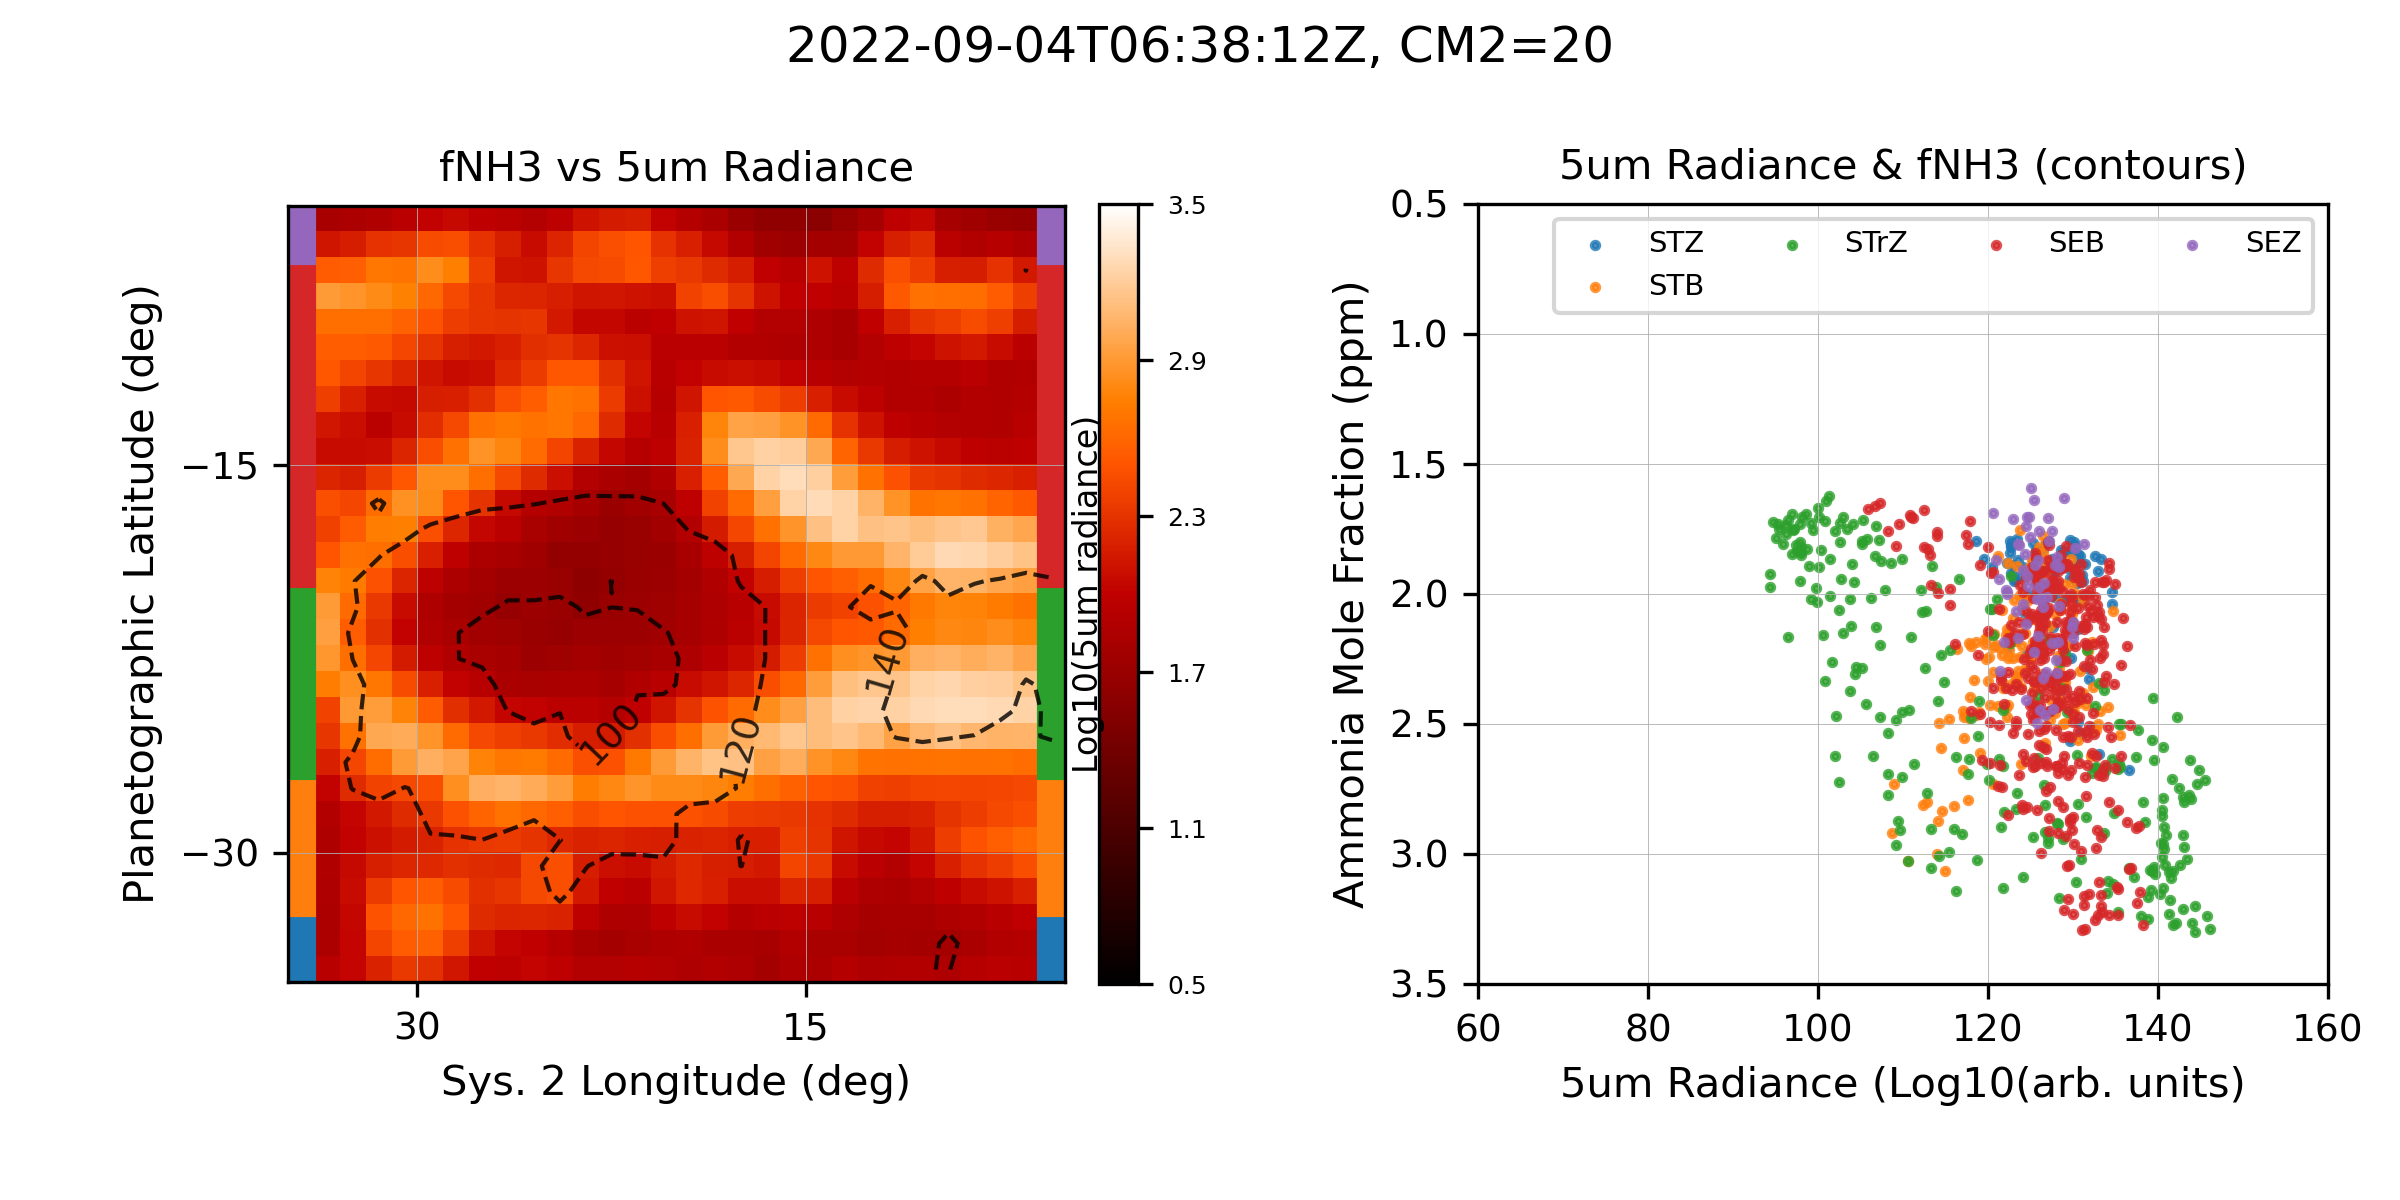 2022-09-04T06:38:12Z, CM2=20
fNH3 vs 5um Radiance
Planetographic Latitude (deg)
−15
−30
30
15
Sys. 2 Longitude (deg)
100
120
140
3.5
2.9
2.3
1.7
1.1
0.5
Log10(5um radiance)
5um Radiance & fNH3 (contours)
STZ
STB
STrZ
SEB
SEZ
Ammonia Mole Fraction (ppm)
0.5
1.0
1.5
2.0
2.5
3.0
3.5
60
80
100
120
140
160
5um Radiance (Log10(arb. units)